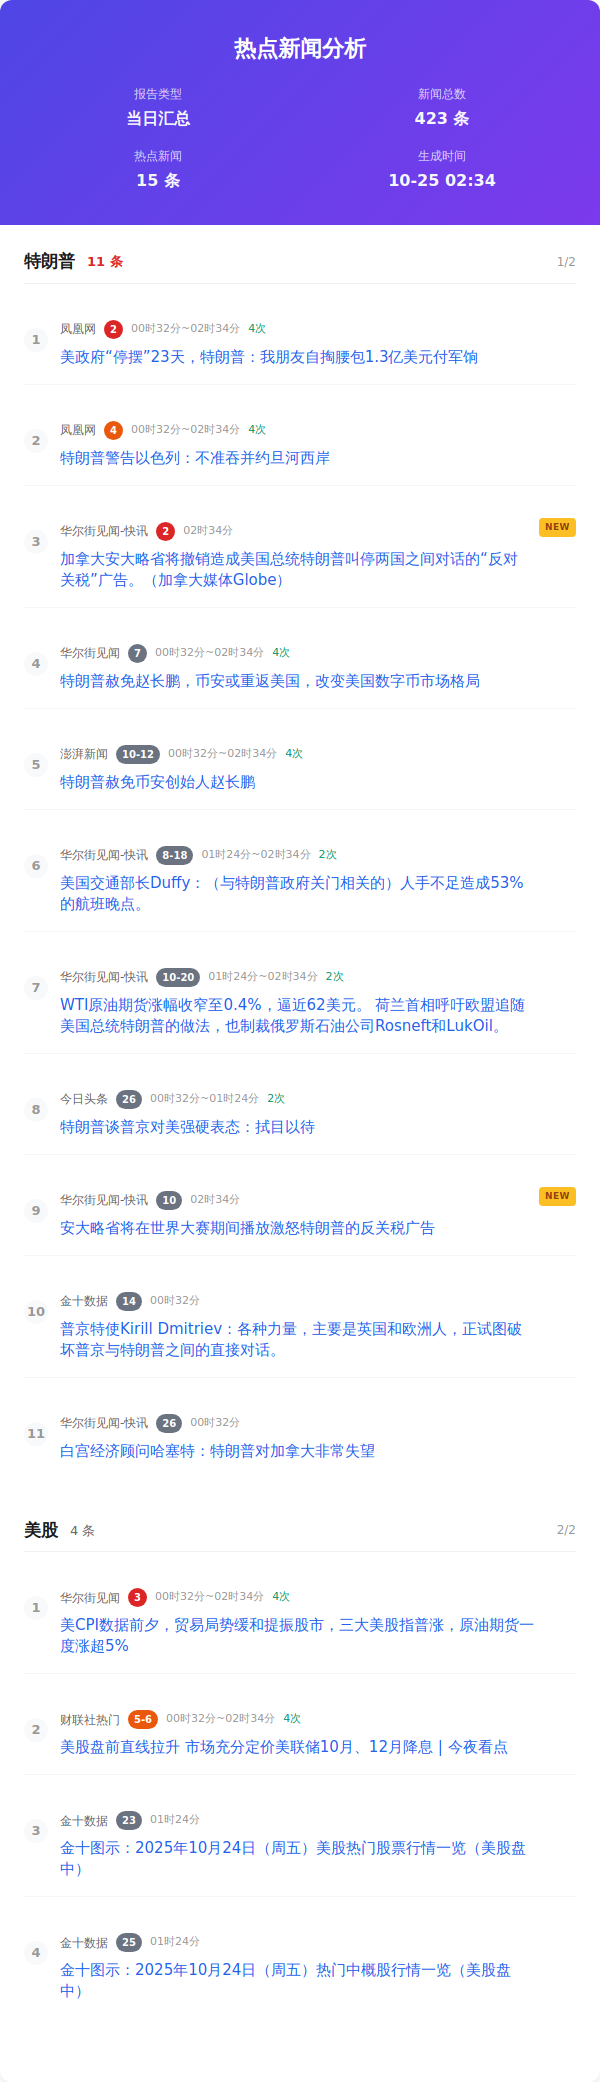 热点新闻分析
报告类型
新闻总数
当日汇总
423 条
热点新闻
生成时间
15 条
10-25 02:34
特朗普 11 条 1/2
1
凤凰网 2 00时32分~02时34分 4次
美政府“停摆”23天，特朗普：我朋友自掏腰包1.3亿美元付军饷
2
凤凰网 4 00时32分~02时34分 4次
特朗普警告以色列：不准吞并约旦河西岸
3
华尔街见闻-快讯 2 02时34分 NEW
加拿大安大略省将撤销造成美国总统特朗普叫停两国之间对话的“反对
关税”广告。（加拿大媒体Globe）
4
华尔街见闻 7 00时32分~02时34分 4次
特朗普赦免赵长鹏，币安或重返美国，改变美国数字币市场格局
5
澎湃新闻 10-12 00时32分~02时34分 4次
特朗普赦免币安创始人赵长鹏
6
华尔街见闻-快讯 8-18 01时24分~02时34分 2次
美国交通部长Duffy：（与特朗普政府关门相关的）人手不足造成53%
的航班晚点。
7
华尔街见闻-快讯 10-20 01时24分~02时34分 2次
WTI原油期货涨幅收窄至0.4%，逼近62美元。 荷兰首相呼吁欧盟追随
美国总统特朗普的做法，也制裁俄罗斯石油公司Rosneft和LukOil。
8
今日头条 26 00时32分~01时24分 2次
特朗普谈普京对美强硬表态：拭目以待
9
华尔街见闻-快讯 10 02时34分 NEW
安大略省将在世界大赛期间播放激怒特朗普的反关税广告
10
金十数据 14 00时32分
普京特使Kirill Dmitriev：各种力量，主要是英国和欧洲人，正试图破
坏普京与特朗普之间的直接对话。
11
华尔街见闻-快讯 26 00时32分
白宫经济顾问哈塞特：特朗普对加拿大非常失望
美股 4 条 2/2
1
华尔街见闻 3 00时32分~02时34分 4次
美CPI数据前夕，贸易局势缓和提振股市，三大美股指普涨，原油期货一
度涨超5%
2
财联社热门 5-6 00时32分~02时34分 4次
美股盘前直线拉升 市场充分定价美联储10月、12月降息 | 今夜看点
3
金十数据 23 01时24分
金十图示：2025年10月24日（周五）美股热门股票行情一览（美股盘
中）
4
金十数据 25 01时24分
金十图示：2025年10月24日（周五）热门中概股行情一览（美股盘
中）